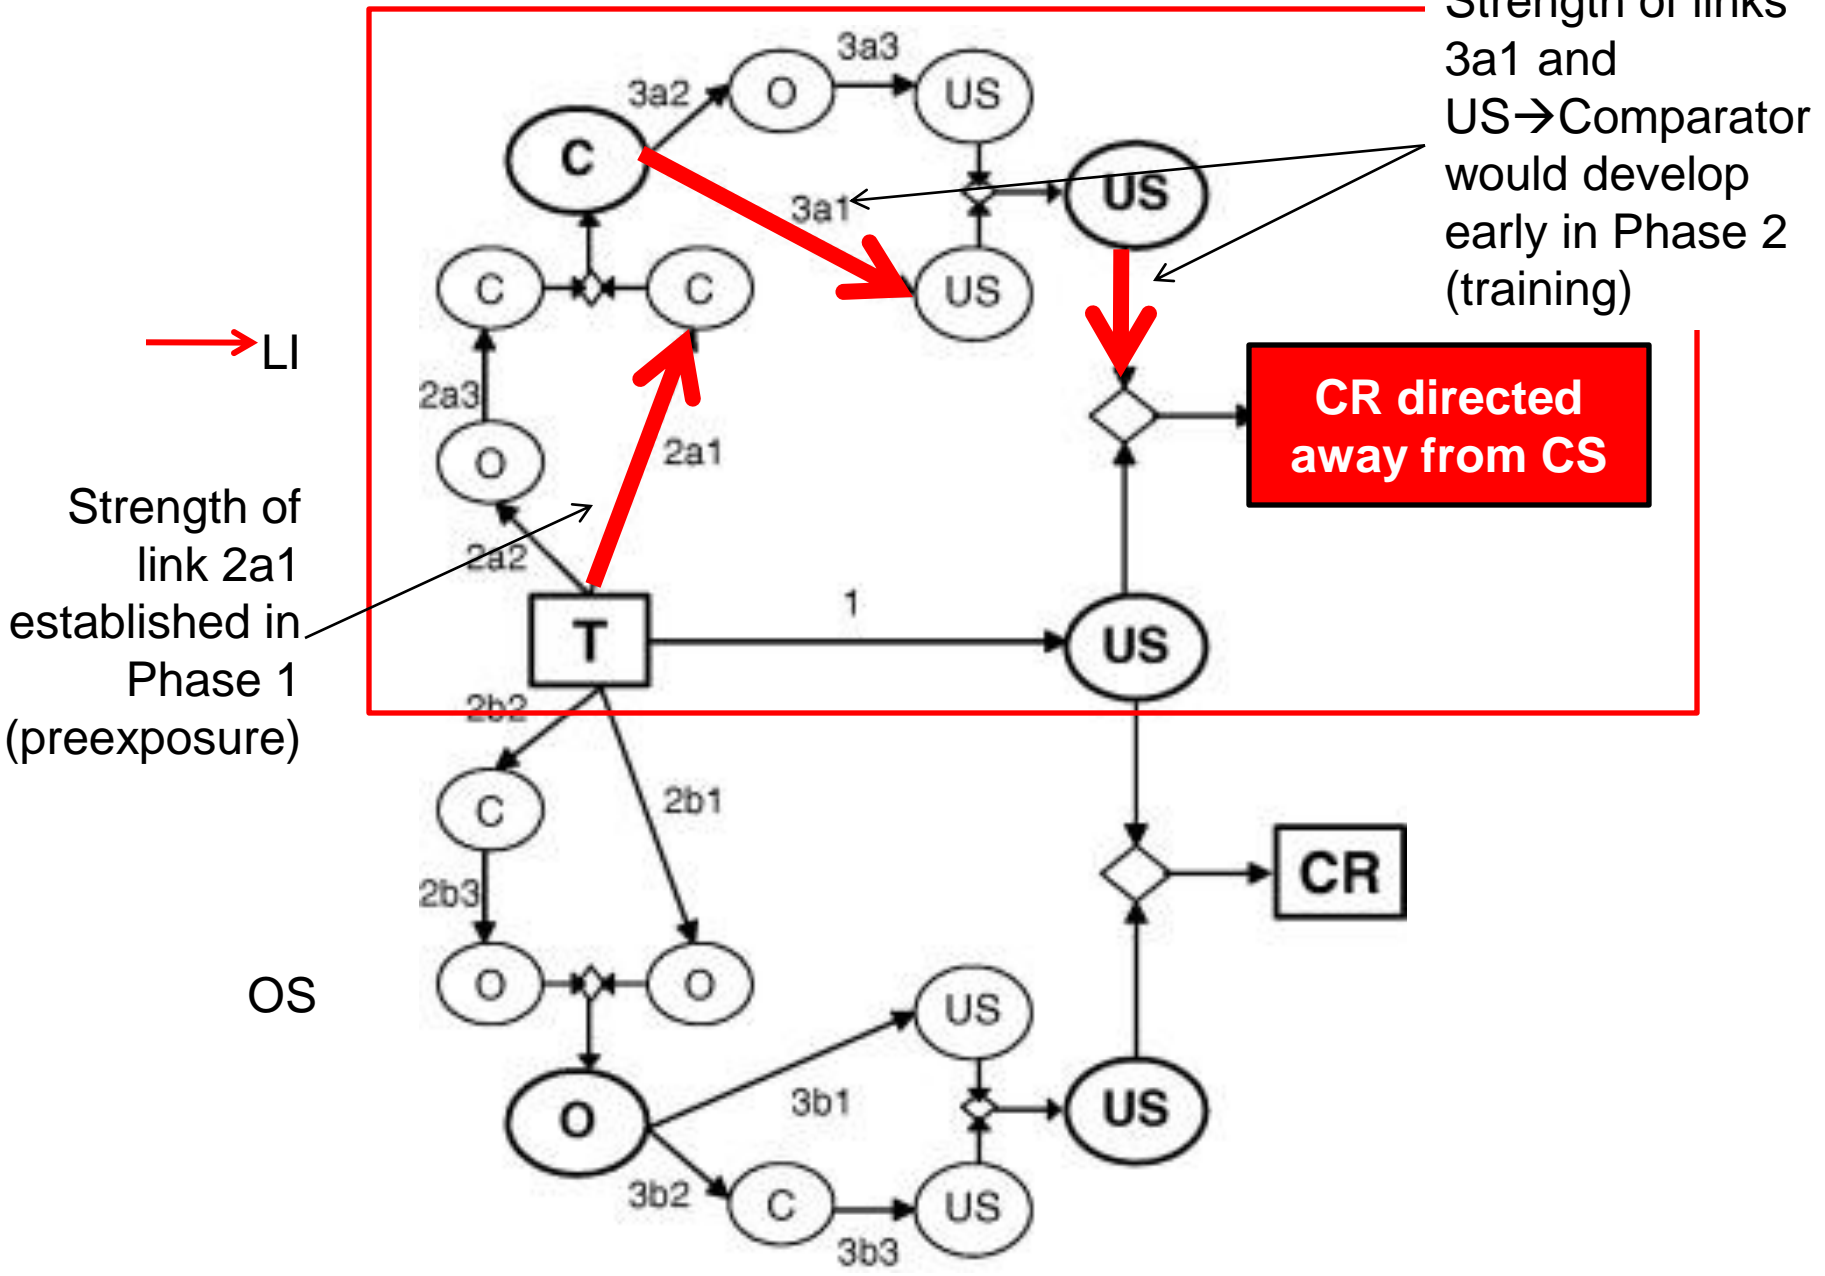 Strength of links
3a1 and
US→Comparator
would develop
early in Phase 2
(training)
3a3
3a2
O
US
C
US
3a1
C
C
US
LI
2a3
CR directed
away from CS
2a1
O
Strength of
link 2a1
established in
Phase 1
(preexposure)
2a2
1
T
US
2b2
C
2b1
2b3
CR
O
O
OS
US
3b1
O
US
3b2
C
US
3b3